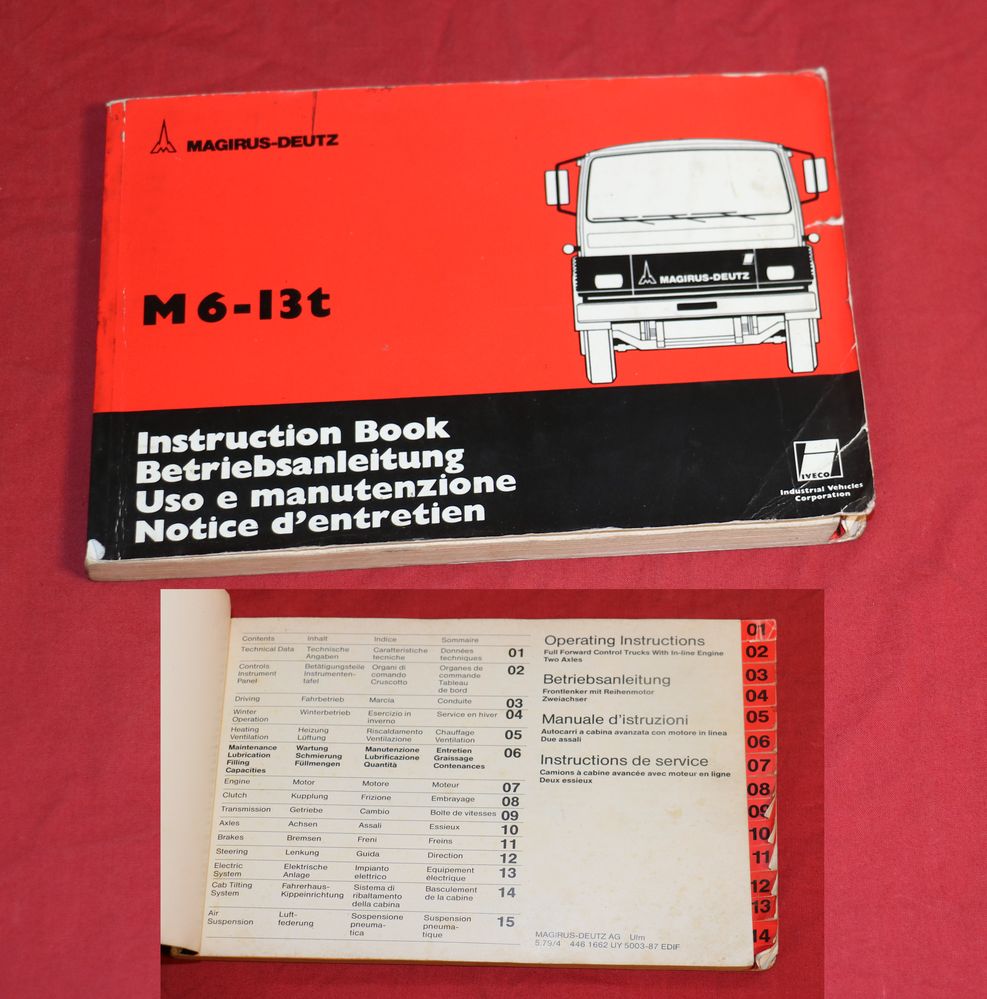 MAGIRUS-DEUTZ
M 6-13t
MAGIRUS-DEUTZ
Instruction Book
Betriebsanleitung
Uso e manutenzione
Notice d'entretien
IVECO
Industrial Vehicles
Corporation
Contents Inhalt Indice Sommaire
Technical Data Technische Caratteristiche Données 01
Angaben tecniche techniques
Controls Betätigungsteile Organi di Organes de 02
Instrument Instrumenten- comando commande
Panel tafel Cruscotto Tableau
de bord
Driving Fahrbetrieb Marcia Conduite 03
Winter Winterbetrieb Esercizio in Service en hiver 04
Operation inverno
Heating Heizung Riscaldamento Chauffage 05
Ventilation Lüftung Ventilazione Ventilation
Maintenance Wartung Manutenzione Entretien 06
Lubrication Schmierung Lubrificazione Graissage
Filling Füllmengen Quantità Contenances
Capacities
Engine Motor Motore Moteur 07
Clutch Kupplung Frizione Embrayage 08
Transmission Getriebe Cambio Boite de vitesses 09
Axles Achsen Assali Essieux 10
Brakes Bremsen Freni Freins 11
Steering Lenkung Guida Direction 12
Electric Elektrische Impianto Equipement 13
System Anlage elettrico électrique
Cab Tilting Fahrerhaus- Sistema di Basculement 14
System Kippeinrichtung ribaltamento de la cabine
della cabina
Air Luft- Sospensione Suspension 15
Suspension federung pneuma- pneuma-
tica tique
Operating Instructions
Full Forward Control Trucks With In-line Engine
Two Axles
Betriebsanleitung
Frontlenker mit Reihenmotor
Zweiachser
Manuale d'istruzioni
Autocarri a cabina avanzata con motore in linea
Due assali
Instructions de service
Camions à cabine avancée avec moteur en ligne
Deux essieux
MAGIRUS-DEUTZ AG Ulm
5.79/4 446 1662 UY 5003-87 EDIF
01
02
03
04
05
06
07
08
09
10
11
12
13
14